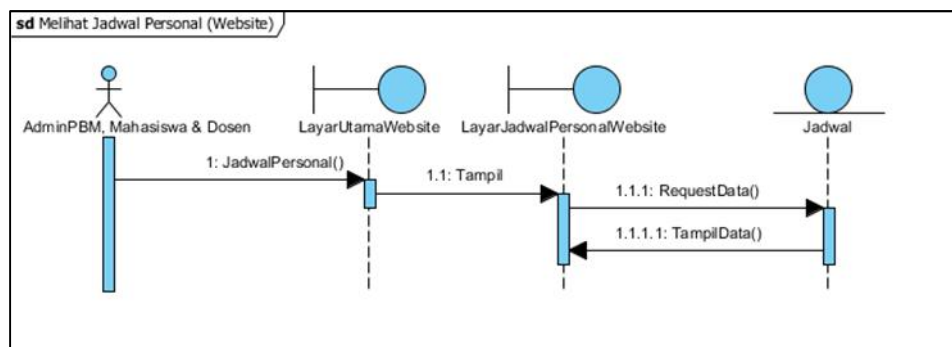 sd Melihat Jadwal Personal (Website)
AdminPBM, Mahasiswa & Dosen
LayarUtamaWebsite
LayarJadwalPersonalWebsite
Jadwal
1: JadwalPersonal()
1.1: Tampil
1.1.1: RequestData()
1.1.1.1: TampilData()